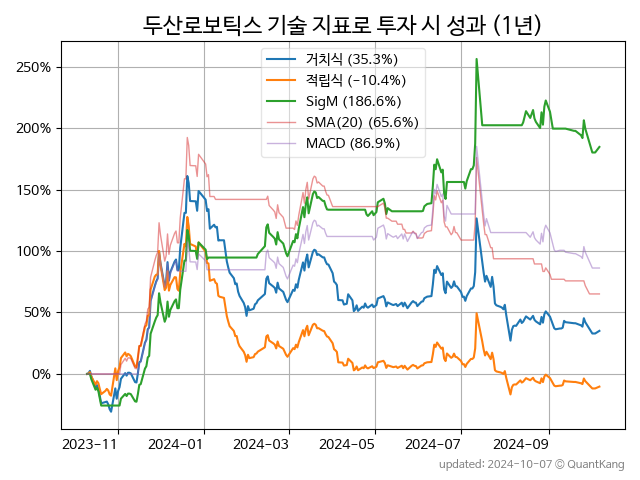 두산로보틱스 기술 지표로 투자 시 성과 (1년)
거치식 (35.3%)
적립식 (-10.4%)
SigM (186.6%)
SMA(20) (65.6%)
MACD (86.9%)
250%
200%
150%
100%
50%
0%
2023-11 2024-01 2024-03 2024-05 2024-07 2024-09
updated: 2024-10-07 © QuantKang